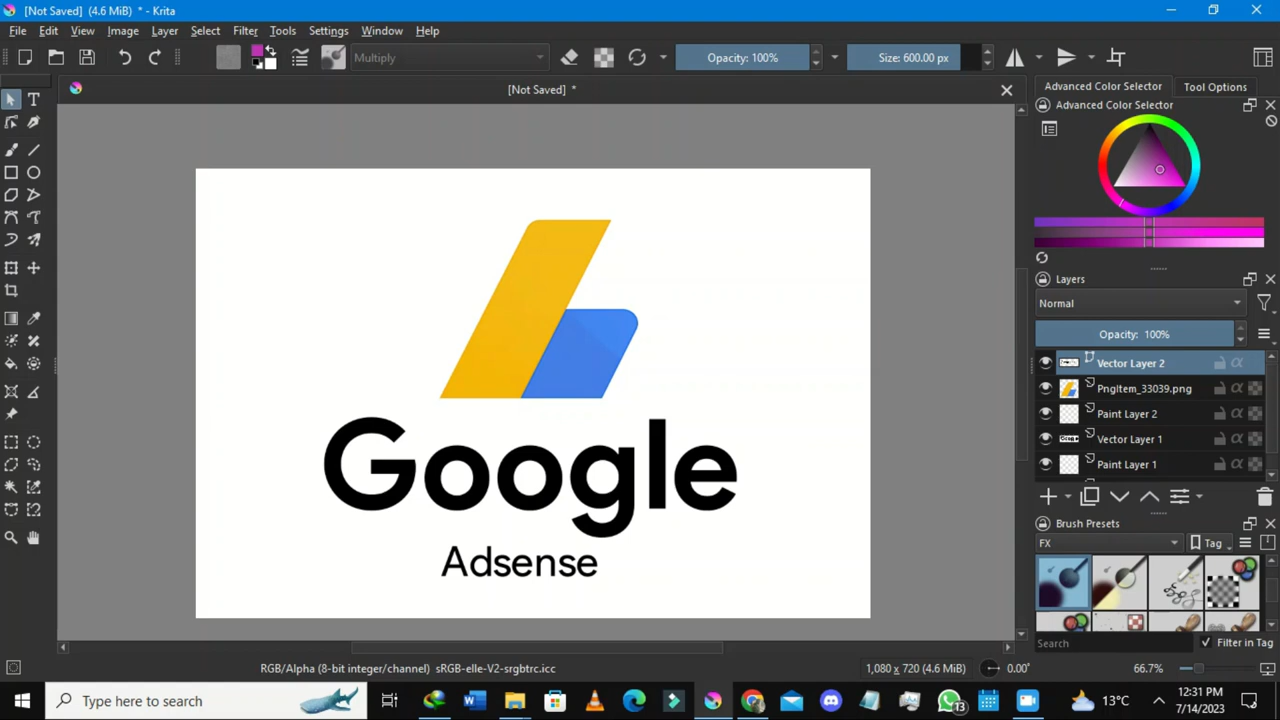 [Not Saved] (4.6 MiB) * - Krita
File Edit View Image Layer Select Filter Tools Settings Window Help
Multiply Opacity: 100% Size: 600.00 px
[Not Saved] *
Advanced Color Selector Tool Options
Advanced Color Selector
Layers
Normal
Opacity: 100%
Vector Layer 2
PngItem_33039.png
Paint Layer 2
Vector Layer 1
Paint Layer 1
Google
Adsense
Brush Presets
FX Tag
Search Filter in Tag
RGB/Alpha (8-bit integer/channel) sRGB-elle-V2-srgbtrc.icc 1,080 x 720 (4.6 MiB) 0.00° 66.7%
Type here to search 13 13°C 12:31 PM
7/14/2023